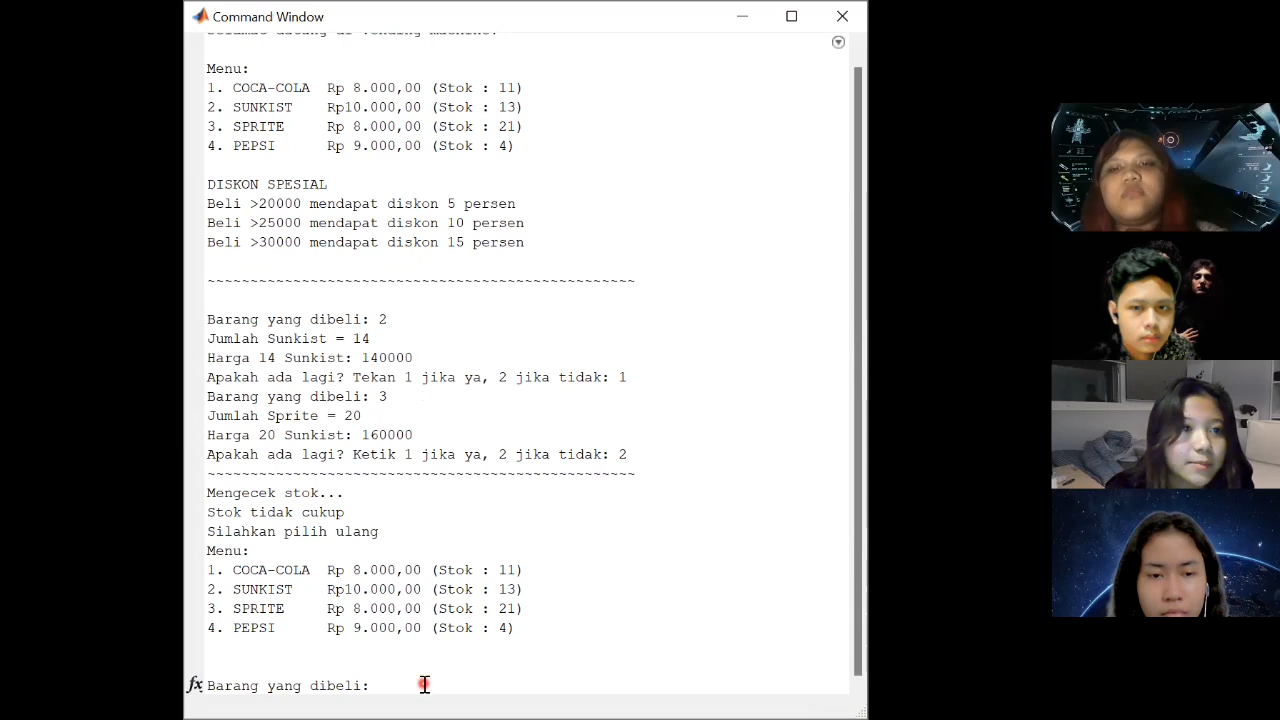 Command Window
Menu:
1. COCA-COLA Rp 8.000,00 (Stok : 11)
2. SUNKIST Rp10.000,00 (Stok : 13)
3. SPRITE Rp 8.000,00 (Stok : 21)
4. PEPSI Rp 9.000,00 (Stok : 4)
DISKON SPESIAL
Beli >20000 mendapat diskon 5 persen
Beli >25000 mendapat diskon 10 persen
Beli >30000 mendapat diskon 15 persen
~~~~~~~~~~~~~~~~~~~~~~~~~~~~~~~~~~~~~~~~~~~~~~~~~~
Barang yang dibeli: 2
Jumlah Sunkist = 14
Harga 14 Sunkist: 140000
Apakah ada lagi? Tekan 1 jika ya, 2 jika tidak: 1
Barang yang dibeli: 3
Jumlah Sprite = 20
Harga 20 Sunkist: 160000
Apakah ada lagi? Ketik 1 jika ya, 2 jika tidak: 2
~~~~~~~~~~~~~~~~~~~~~~~~~~~~~~~~~~~~~~~~~~~~~~~~~~
Mengecek stok...
Stok tidak cukup
Silahkan pilih ulang
Menu:
1. COCA-COLA Rp 8.000,00 (Stok : 11)
2. SUNKIST Rp10.000,00 (Stok : 13)
3. SPRITE Rp 8.000,00 (Stok : 21)
4. PEPSI Rp 9.000,00 (Stok : 4)
fx Barang yang dibeli: